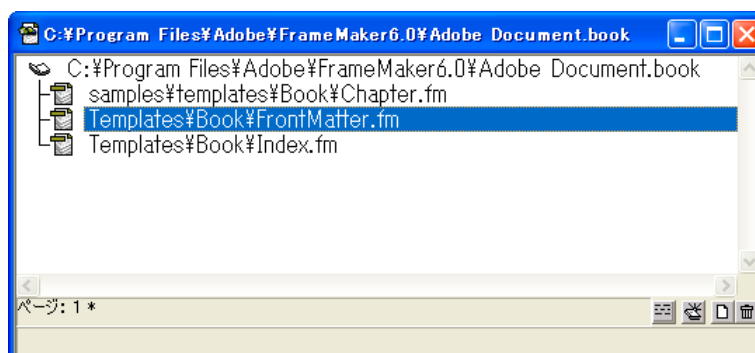 C:¥Program Files¥Adobe¥FrameMaker6.0¥Adobe Document.book
C:¥Program Files¥Adobe¥FrameMaker6.0¥Adobe Document.book
samples¥templates¥Book¥Chapter.fm
Templates¥Book¥FrontMatter.fm
Templates¥Book¥Index.fm
ページ: 1 *